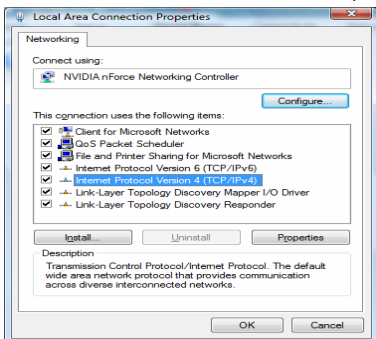 Local Area Connection Properties
Networking
Connect using:
NVIDIA nForce Networking Controller
Configure...
This connection uses the following items:
Client for Microsoft Networks
QoS Packet Scheduler
File and Printer Sharing for Microsoft Networks
Internet Protocol Version 6 (TCP/IPv6)
Internet Protocol Version 4 (TCP/IPv4)
Link-Layer Topology Discovery Mapper I/O Driver
Link-Layer Topology Discovery Responder
Install...    Uninstall    Properties
Description
Transmission Control Protocol/Internet Protocol. The default
wide area network protocol that provides communication
across diverse interconnected networks.
OK    Cancel